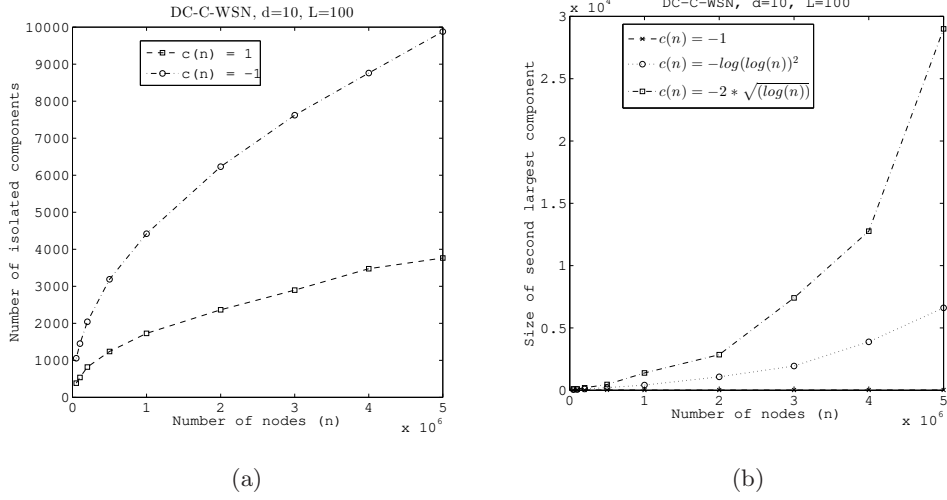 DC-C-WSN, d=10, L=100
c(n) = 1
c(n) = -1
Number of isolated components
10000
9000
8000
7000
6000
5000
4000
3000
2000
1000
0
0 1 2 3 4 5
Number of nodes (n)
x 10^6
(a)
x 10^4
DC-C-WSN, d=10, L=100
c(n) = −1
c(n) = −log(log(n))^2
c(n) = −2 ∗ √(log(n))
Size of second largest component
3
2.5
2
1.5
1
0.5
0
0 1 2 3 4 5
Number of nodes (n)
x 10^6
(b)